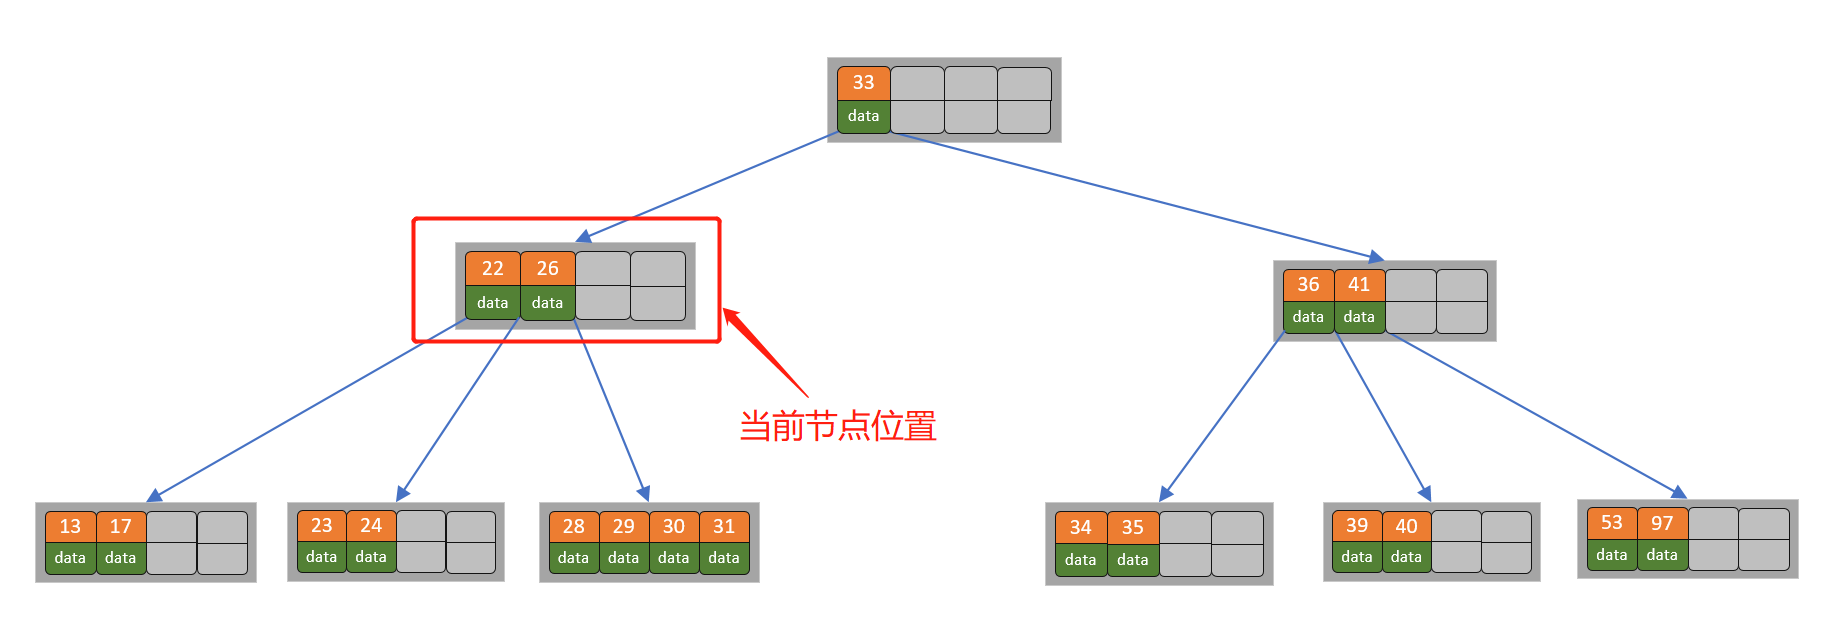 33
data
22 26
data data
36 41
data data
当前节点位置
13 17
data data
23 24
data data
28 29 30 31
data data data data
34 35
data data
39 40
data data
53 97
data data